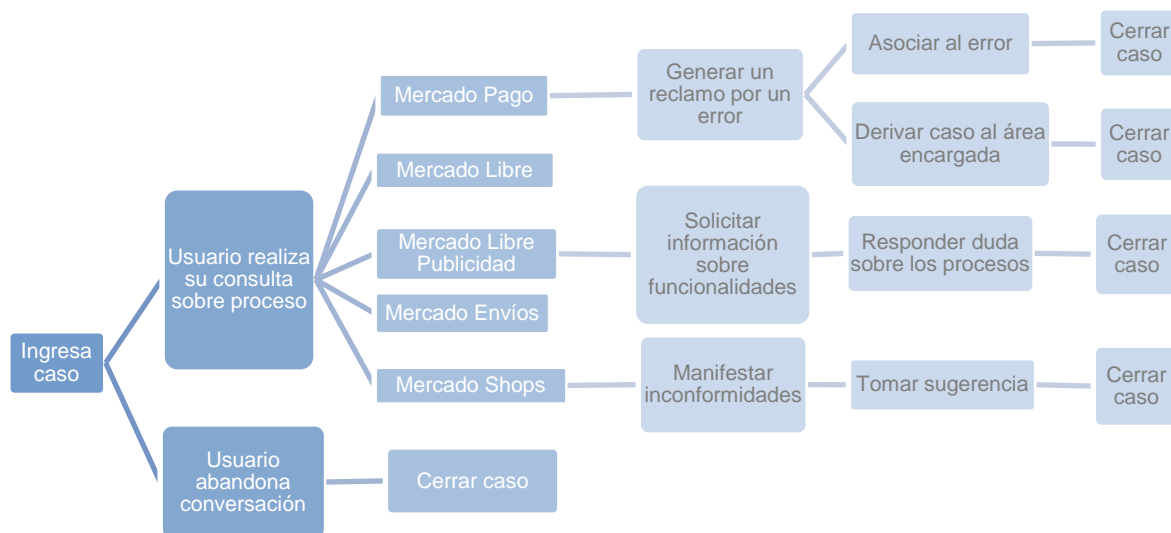 Ingresa
caso
Usuario realiza
su consulta
sobre proceso
Mercado Pago
Generar un
reclamo por un
error
Asociar al error
Cerrar
caso
Derivar caso al área
encargada
Cerrar
caso
Mercado Libre
Mercado Libre
Publicidad
Solicitar
información
sobre
funcionalidades
Responder duda
sobre los procesos
Cerrar
caso
Mercado Envíos
Mercado Shops
Manifestar
inconformidades
Tomar sugerencia
Cerrar
caso
Usuario
abandona
conversación
Cerrar caso